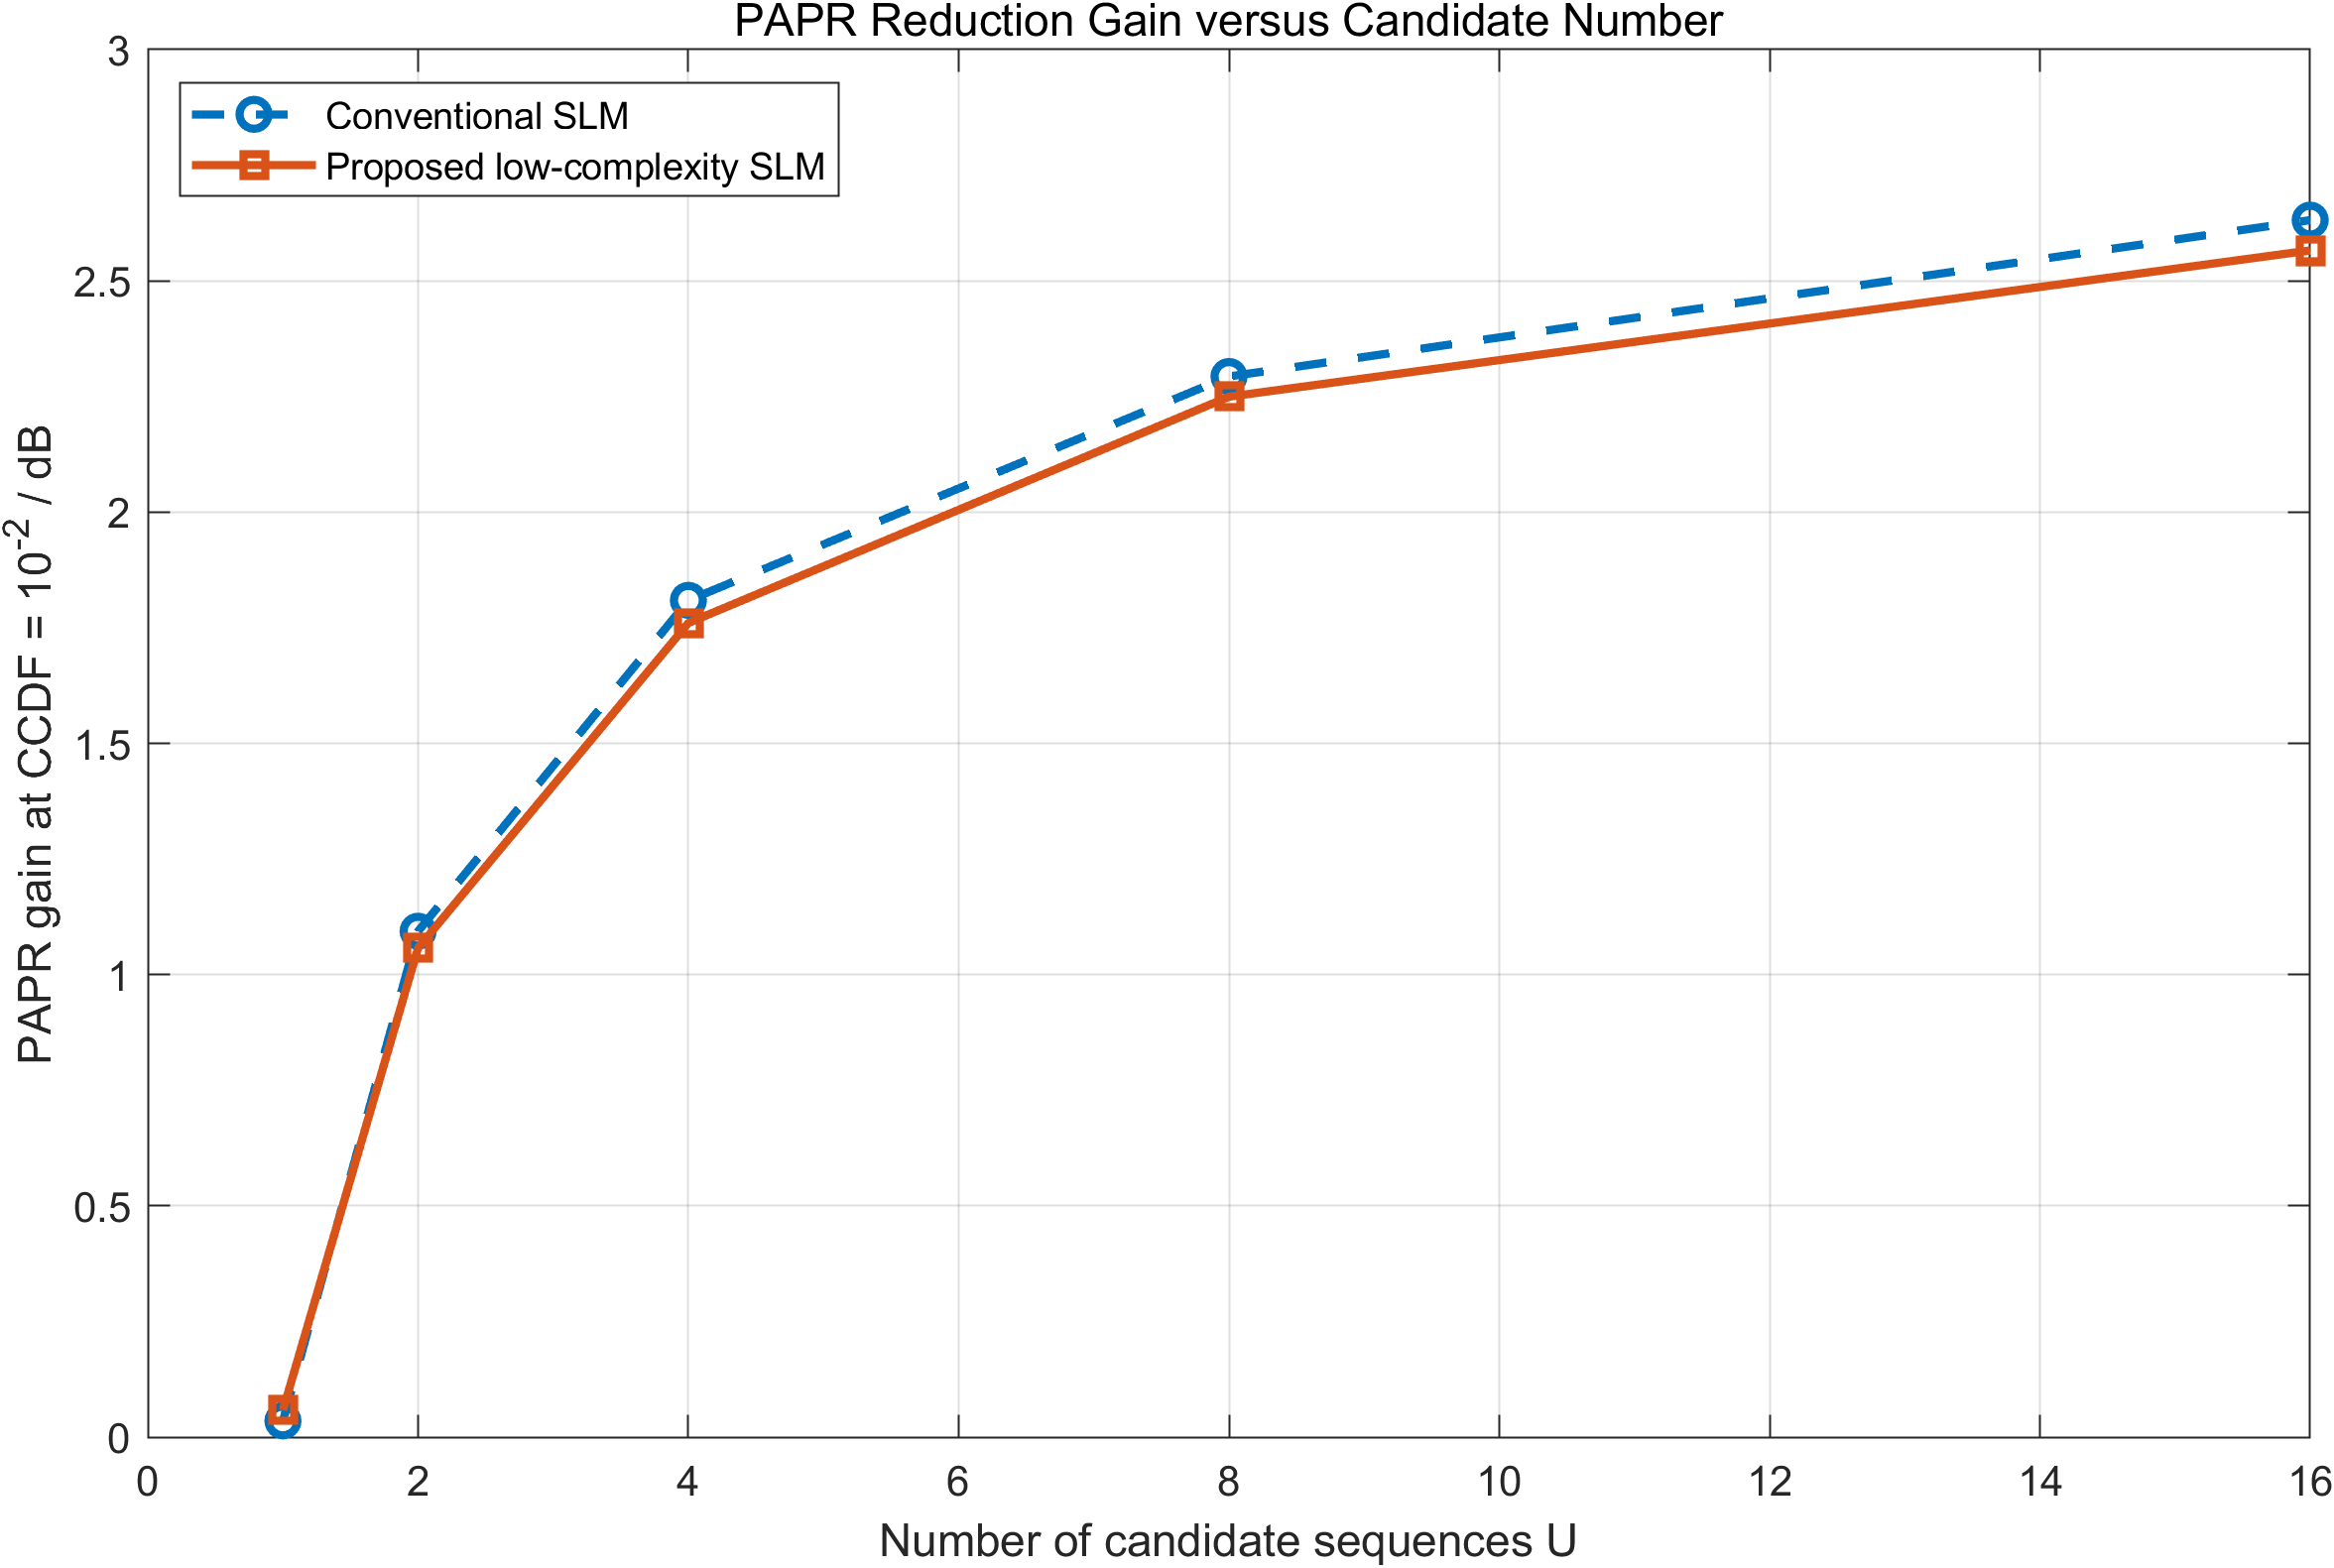 PAPR Reduction Gain versus Candidate Number
Conventional SLM
Proposed low-complexity SLM
PAPR gain at CCDF = 10⁻² / dB
3
2.5
2
1.5
1
0.5
0
0 2 4 6 8 10 12 14 16
Number of candidate sequences U